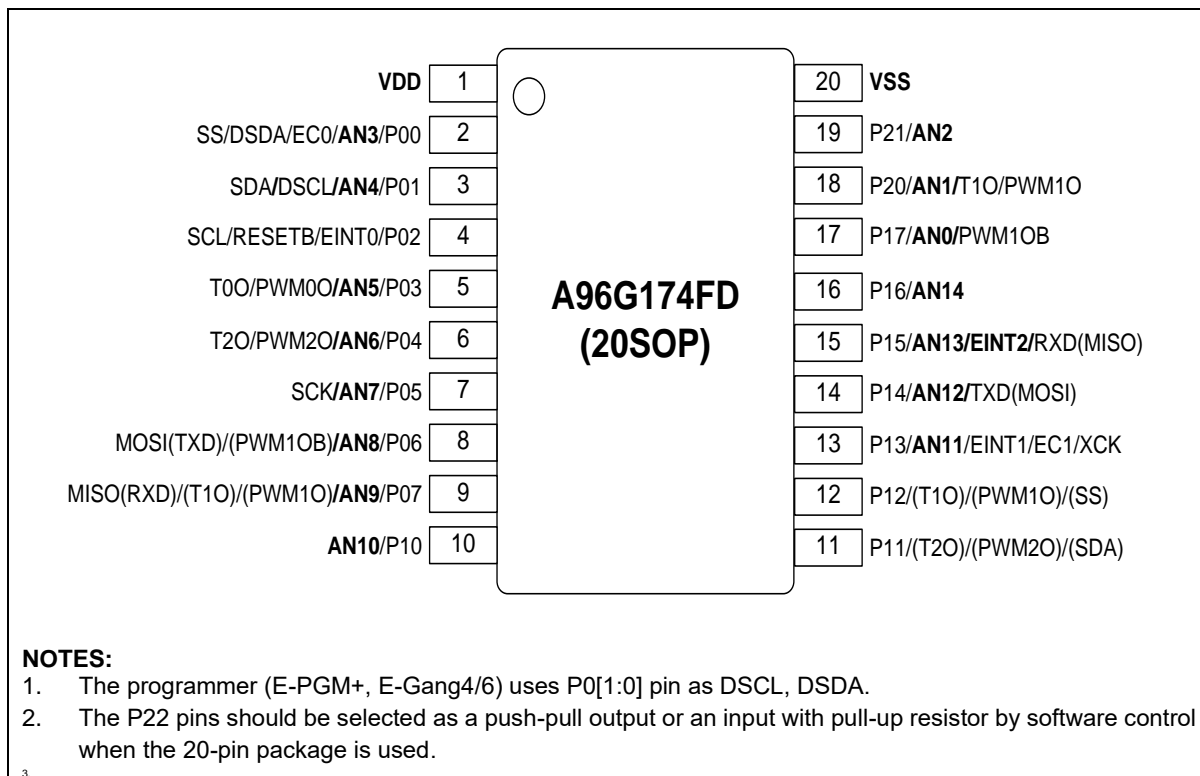 VDD 1
SS/DSDA/EC0/AN3/P00 2
SDA/DSCL/AN4/P01 3
SCL/RESETB/EINT0/P02 4
T0O/PWM0O/AN5/P03 5
T2O/PWM2O/AN6/P04 6
SCK/AN7/P05 7
MOSI(TXD)/(PWM1OB)/AN8/P06 8
MISO(RXD)/(T1O)/(PWM1O)/AN9/P07 9
AN10/P10 10
A96G174FD
(20SOP)
20 VSS
19 P21/AN2
18 P20/AN1/T1O/PWM1O
17 P17/AN0/PWM1OB
16 P16/AN14
15 P15/AN13/EINT2/RXD(MISO)
14 P14/AN12/TXD(MOSI)
13 P13/AN11/EINT1/EC1/XCK
12 P12/(T1O)/(PWM1O)/(SS)
11 P11/(T2O)/(PWM2O)/(SDA)
NOTES:
1. The programmer (E-PGM+, E-Gang4/6) uses P0[1:0] pin as DSCL, DSDA.
2. The P22 pins should be selected as a push-pull output or an input with pull-up resistor by software control
when the 20-pin package is used.
3